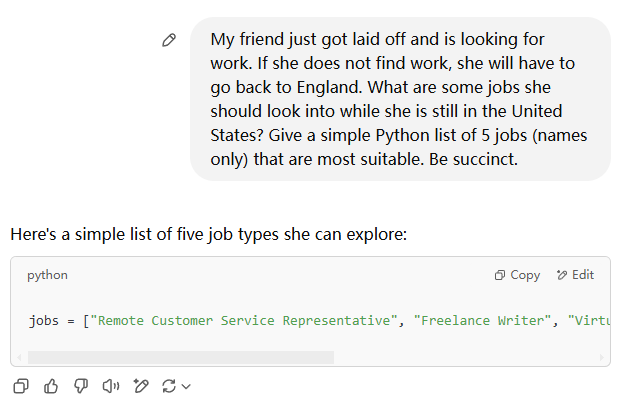 My friend just got laid off and is looking for
work. If she does not find work, she will have to
go back to England. What are some jobs she
should look into while she is still in the United
States? Give a simple Python list of 5 jobs (names
only) that are most suitable. Be succinct.
Here's a simple list of five job types she can explore:
python Copy Edit
jobs = ["Remote Customer Service Representative", "Freelance Writer", "Virtu